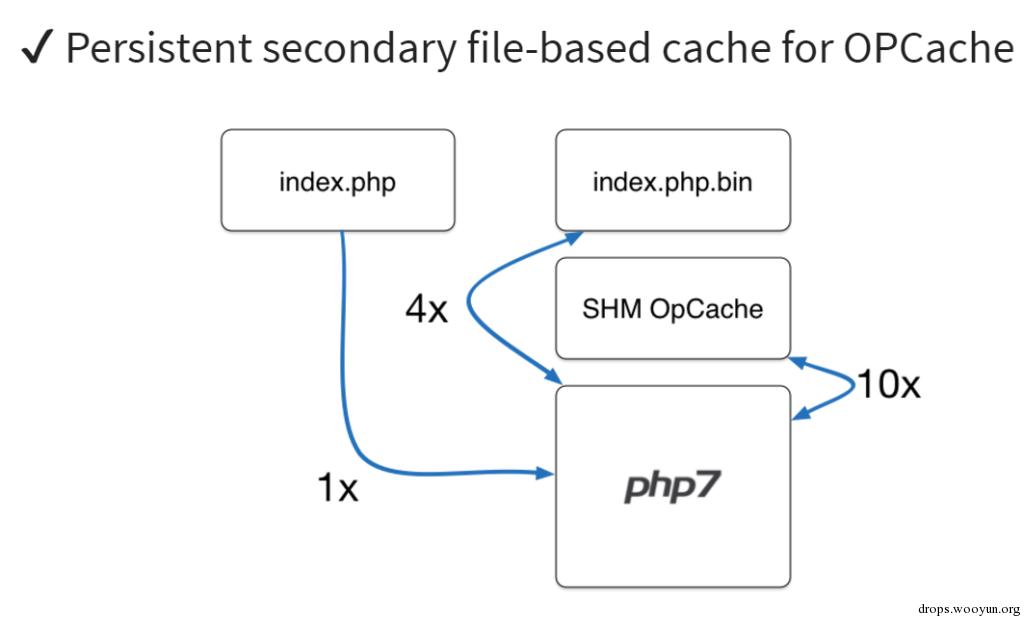 ✓ Persistent secondary file-based cache for OPCache
index.php
index.php.bin
4x
SHM OpCache
10x
1x
php7
drops.wooyun.org